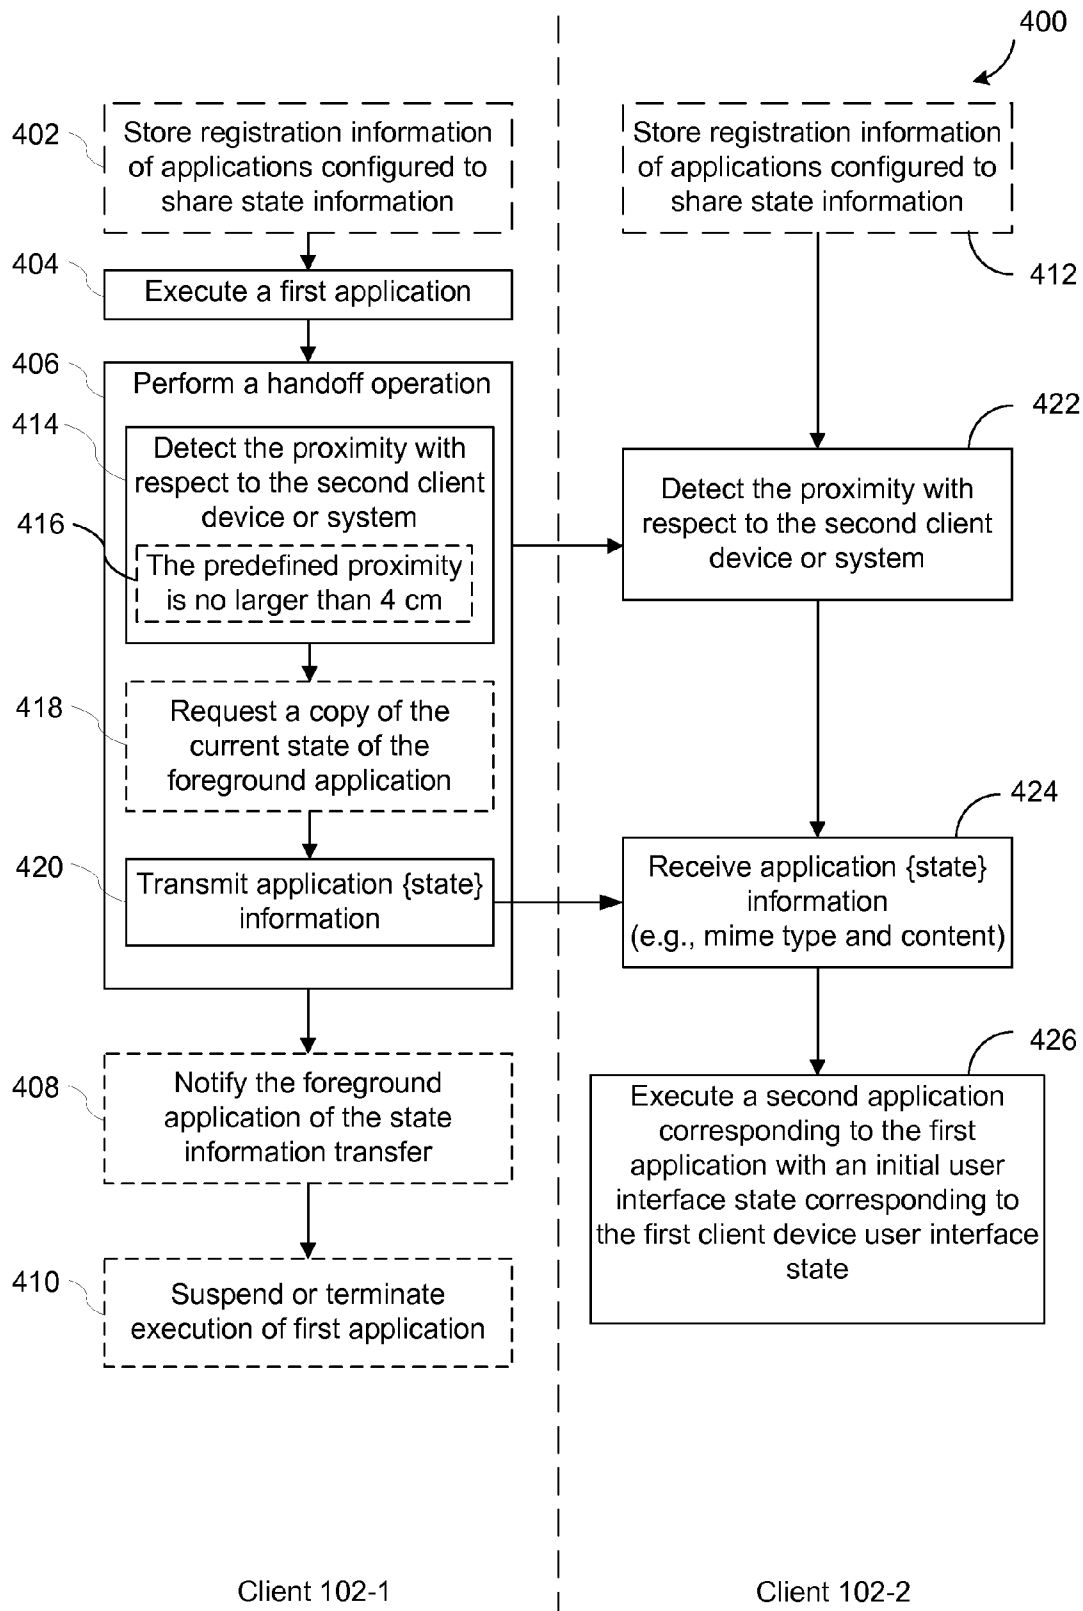 400
402
Store registration information
of applications configured to
share state information
404
Execute a first application
406
Perform a handoff operation
414
Detect the proximity with
respect to the second client
device or system
416
The predefined proximity
is no larger than 4 cm
418
Request a copy of the
current state of the
foreground application
420
Transmit application {state}
information
408
Notify the foreground
application of the state
information transfer
410
Suspend or terminate
execution of first application
Client 102-1
Store registration information
of applications configured to
share state information
412
422
Detect the proximity with
respect to the second client
device or system
424
Receive application {state}
information
(e.g., mime type and content)
426
Execute a second application
corresponding to the first
application with an initial user
interface state corresponding to
the first client device user interface
state
Client 102-2